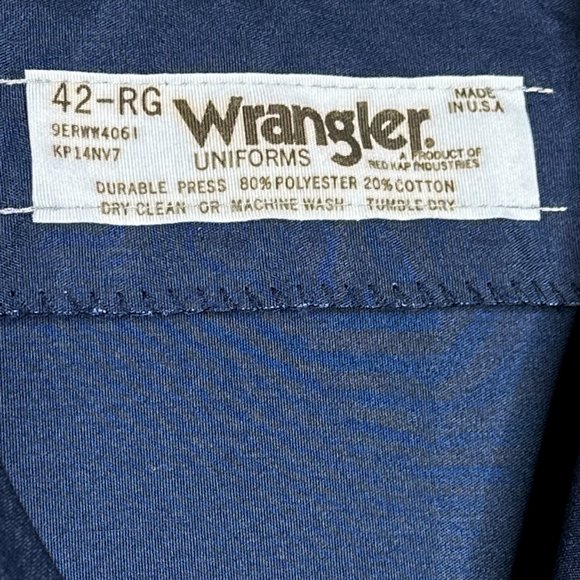 42-RG
Wrangler
MADE
IN U.S.A
9ERWW4061
KP14NV7
UNIFORMS
A PRODUCT OF
RED KAP INDUSTRIES
DURABLE PRESS 80% POLYESTER 20% COTTON
DRY CLEAN OR MACHINE WASH TUMBLE DRY